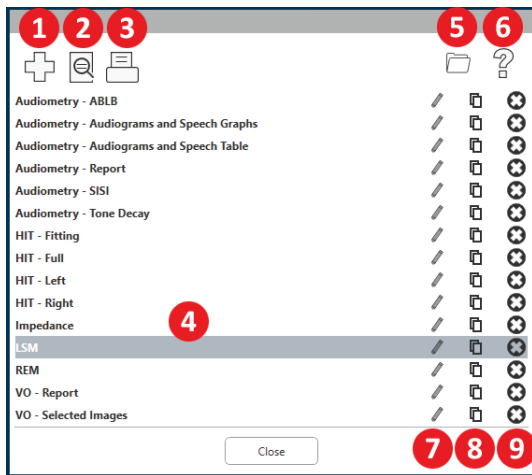 1 2 3 5 6
?
Audiometry - ABLB
Audiometry - Audiograms and Speech Graphs
Audiometry - Audiograms and Speech Table
Audiometry - Report
Audiometry - SISI
Audiometry - Tone Decay
HIT - Fitting
HIT - Full
HIT - Left
HIT - Right
Impedance
4
LSM
REM
VO - Report
VO - Selected Images
Close
7 8 9